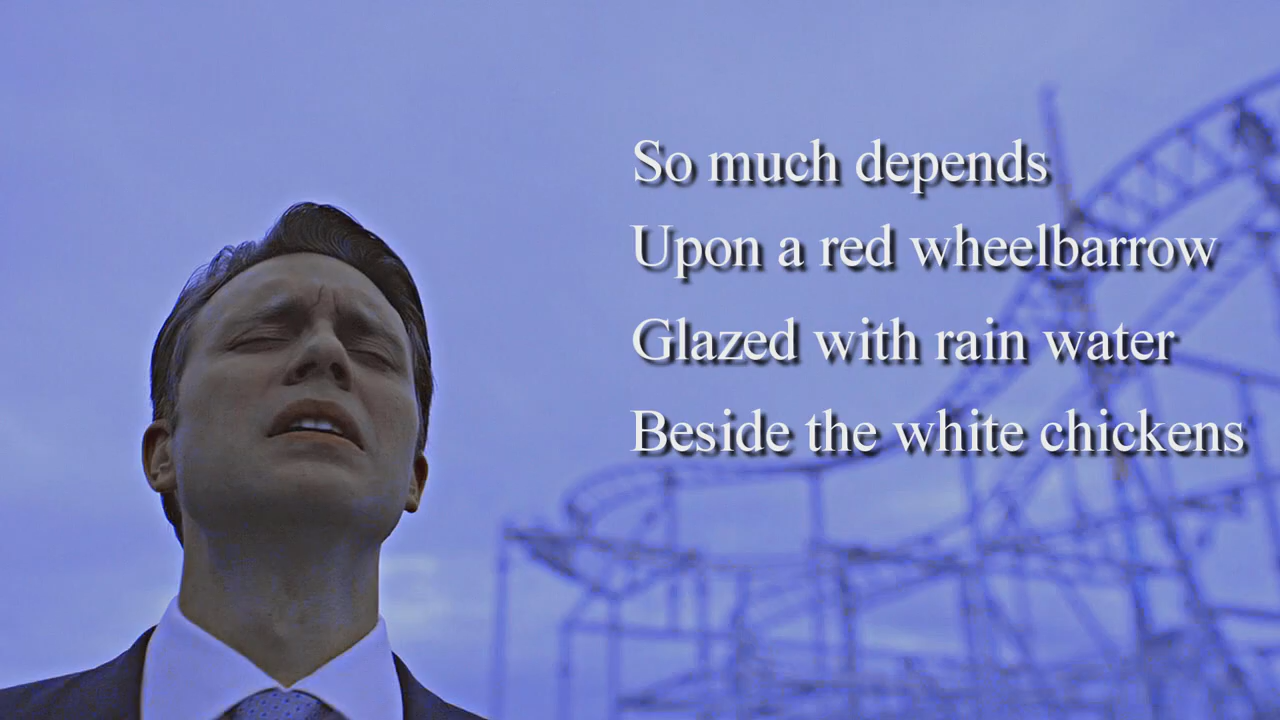 So much depends
Upon a red wheelbarrow
Glazed with rain water
Beside the white chickens